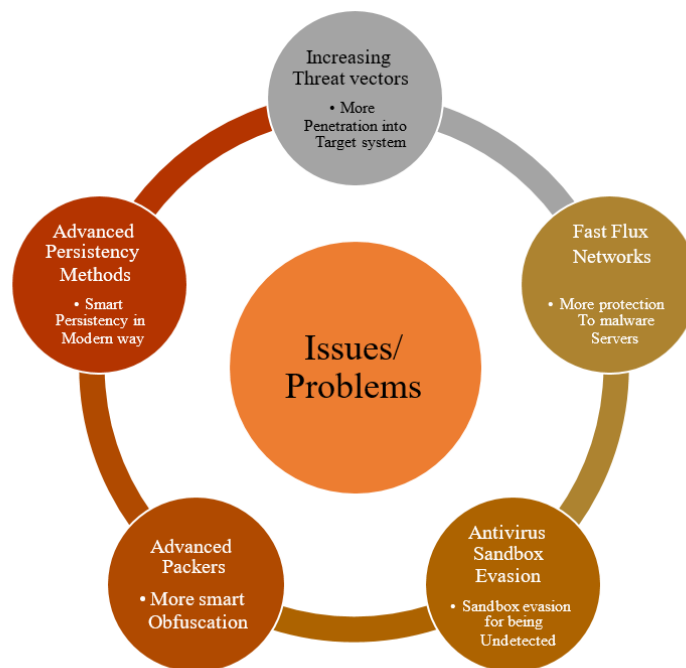 Increasing
Threat vectors
• More
Penetration into
Target system
Fast Flux
Networks
• More protection
To malware
Servers
Antivirus
Sandbox
Evasion
• Sandbox evasion
for being
Undetected
Advanced
Packers
• More smart
Obfuscation
Advanced
Persistency
Methods
• Smart
Persistency in
Modern way
Issues/
Problems